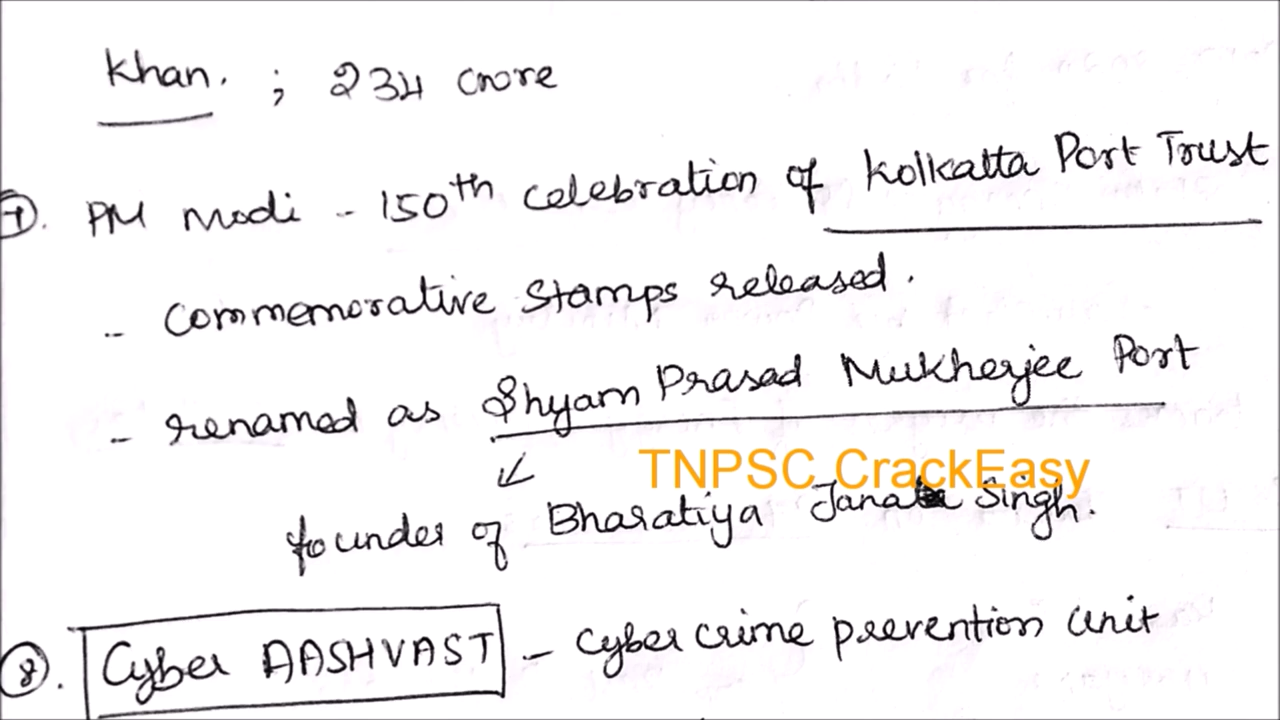 Khan. ; 234 crore
7. PM Modi - 150th celebration of Kolkatta Port Trust
- Commemorative Stamps released.
- renamed as Shyam Prasad Mukherjee Port
TNPSC CrackEasy
founder of Bharatiya Jana Singh.
8. Cyber AASHVAST - cyber crime prevention unit